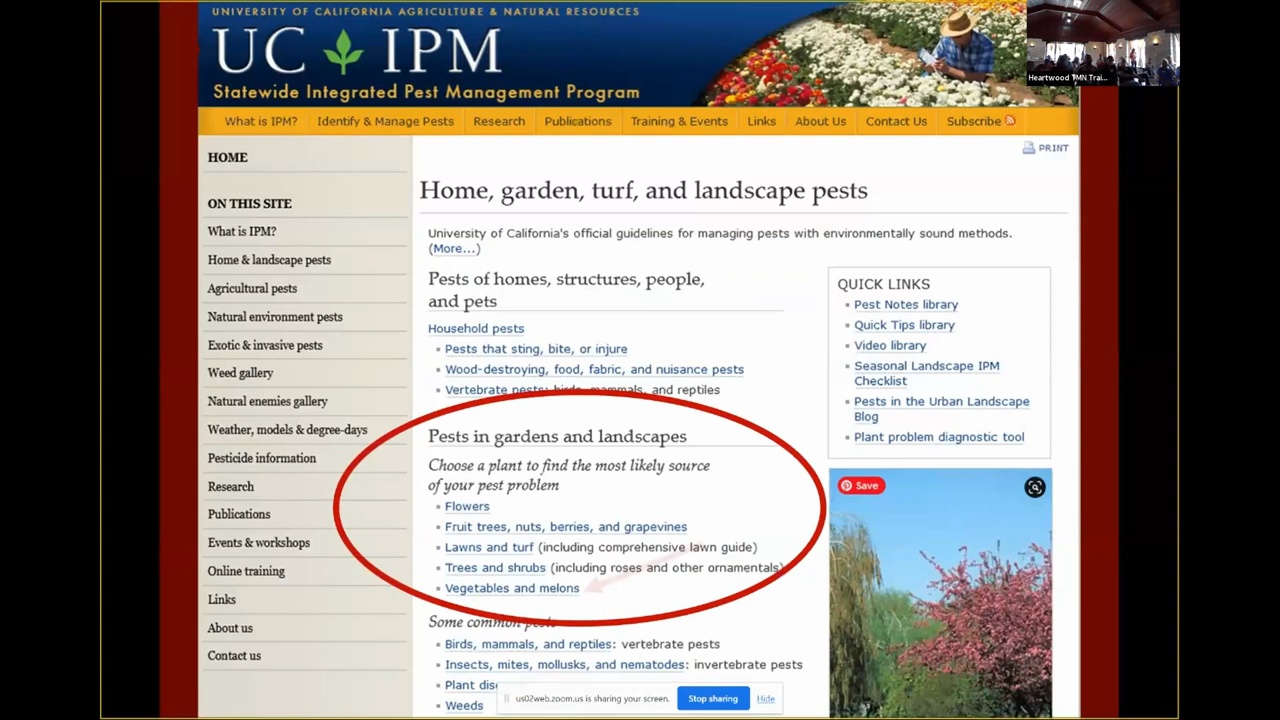 UNIVERSITY OF CALIFORNIA AGRICULTURE & NATURAL RESOURCES
UC IPM
Statewide Integrated Pest Management Program
Heartwood TMN Trai...
What is IPM? Identify & Manage Pests Research Publications Training & Events Links About Us Contact Us Subscribe
PRINT
HOME
ON THIS SITE
What is IPM?
Home & landscape pests
Agricultural pests
Natural environment pests
Exotic & invasive pests
Weed gallery
Natural enemies gallery
Weather, models & degree-days
Pesticide information
Research
Publications
Events & workshops
Online training
Links
About us
Contact us
Home, garden, turf, and landscape pests
University of California's official guidelines for managing pests with environmentally sound methods.
(More...)
Pests of homes, structures, people,
and pets
Household pests
Pests that sting, bite, or injure
Wood-destroying, food, fabric, and nuisance pests
Vertebrate pests: birds, mammals, and reptiles
Pests in gardens and landscapes
Choose a plant to find the most likely source
of your pest problem
Flowers
Fruit trees, nuts, berries, and grapevines
Lawns and turf (including comprehensive lawn guide)
Trees and shrubs (including roses and other ornamentals)
Vegetables and melons
Some common pests
Birds, mammals, and reptiles: vertebrate pests
Insects, mites, mollusks, and nematodes: invertebrate pests
Plant dise
Weeds
QUICK LINKS
Pest Notes library
Quick Tips library
Video library
Seasonal Landscape IPM
Checklist
Pests in the Urban Landscape
Blog
Plant problem diagnostic tool
Save
us02web.zoom.us is sharing your screen. Stop sharing Hide